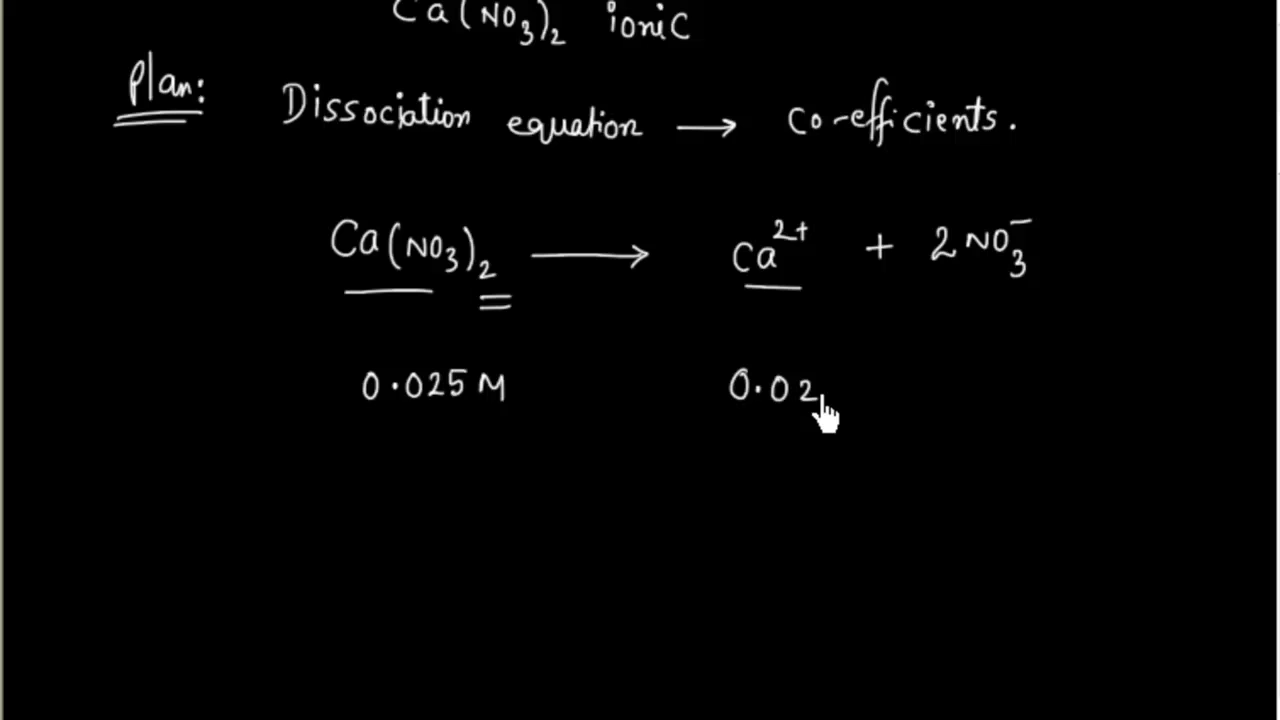 Ca(NO₃)₂ ionic
Plan: Dissociation equation → co-efficients.
Ca(NO₃)₂ → Ca²⁺ + 2NO₃⁻
0.025 M 0.02